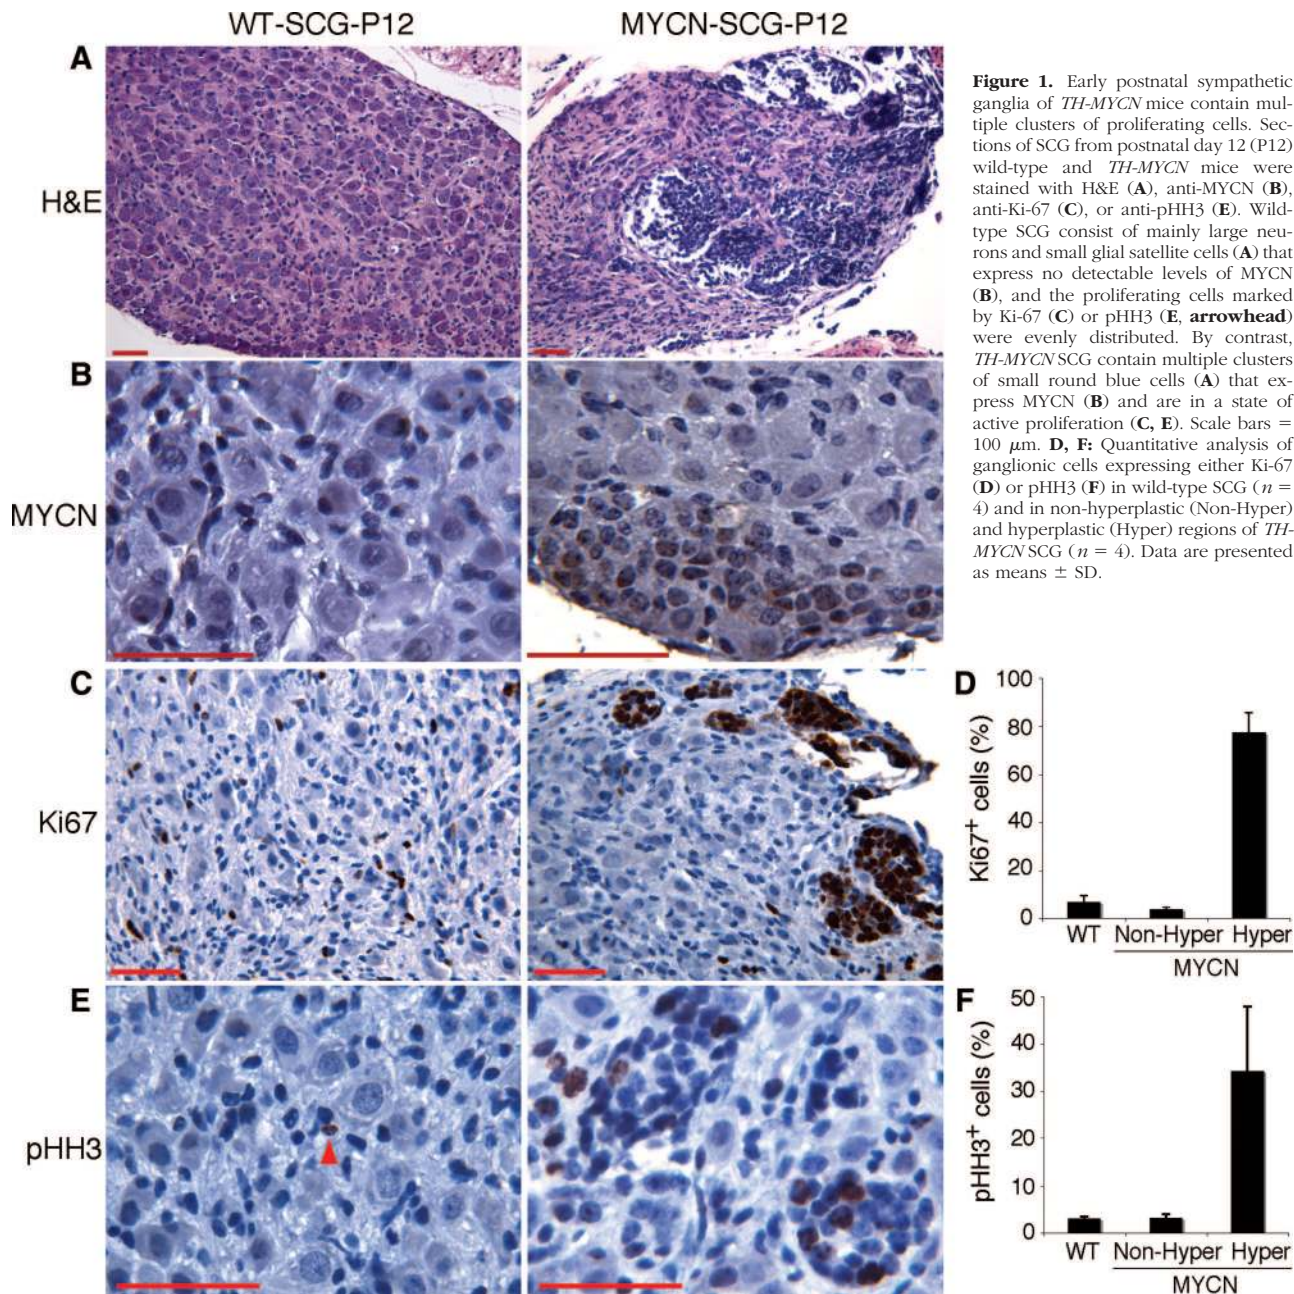 WT-SCG-P12
MYCN-SCG-P12
A
H&E
B
MYCN
C
Ki67
E
pHH3
Figure 1. Early postnatal sympathetic
ganglia of TH-MYCN mice contain mul-
tiple clusters of proliferating cells. Sec-
tions of SCG from postnatal day 12 (P12)
wild-type and TH-MYCN mice were
stained with H&E (A), anti-MYCN (B),
anti-Ki-67 (C), or anti-pHH3 (E). Wild-
type SCG consist of mainly large neu-
rons and small glial satellite cells (A) that
express no detectable levels of MYCN
(B), and the proliferating cells marked
by Ki-67 (C) or pHH3 (E, arrowhead)
were evenly distributed. By contrast,
TH-MYCN SCG contain multiple clusters
of small round blue cells (A) that ex-
press MYCN (B) and are in a state of
active proliferation (C, E). Scale bars =
100 μm. D, F: Quantitative analysis of
ganglionic cells expressing either Ki-67
(D) or pHH3 (F) in wild-type SCG (n =
4) and in non-hyperplastic (Non-Hyper)
and hyperplastic (Hyper) regions of TH-
MYCN SCG (n = 4). Data are presented
as means ± SD.
D
Ki67+ cells (%)
100
80
60
40
20
0
WT Non-Hyper Hyper
MYCN
F
pHH3+ cells (%)
50
40
30
20
10
0
WT Non-Hyper Hyper
MYCN